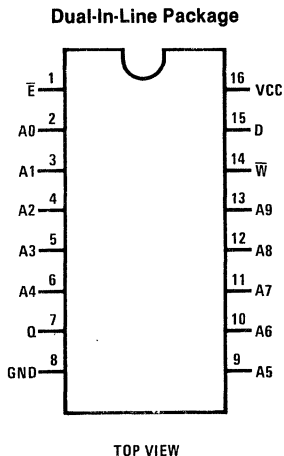 Dual-In-Line Package
E̅ 1 16 VCC
A0 2 15 D
A1 3 14 W̅
A2 4 13 A9
A3 5 12 A8
A4 6 11 A7
Q 7 10 A6
GND 8 9 A5
TOP VIEW